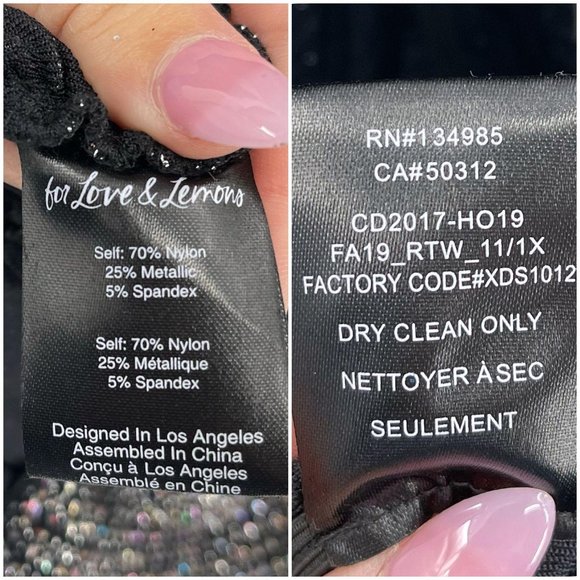 for Love & Lemons
Self: 70% Nylon
25% Metallic
5% Spandex
Self: 70% Nylon
25% Métallique
5% Spandex
Designed In Los Angeles
Assembled In China
Conçu à Los Angeles
Assemblé en Chine
RN#134985
CA#50312
CD2017-HO19
FA19_RTW_11/1X
FACTORY CODE#XDS1012
DRY CLEAN ONLY
NETTOYER À SEC
SEULEMENT